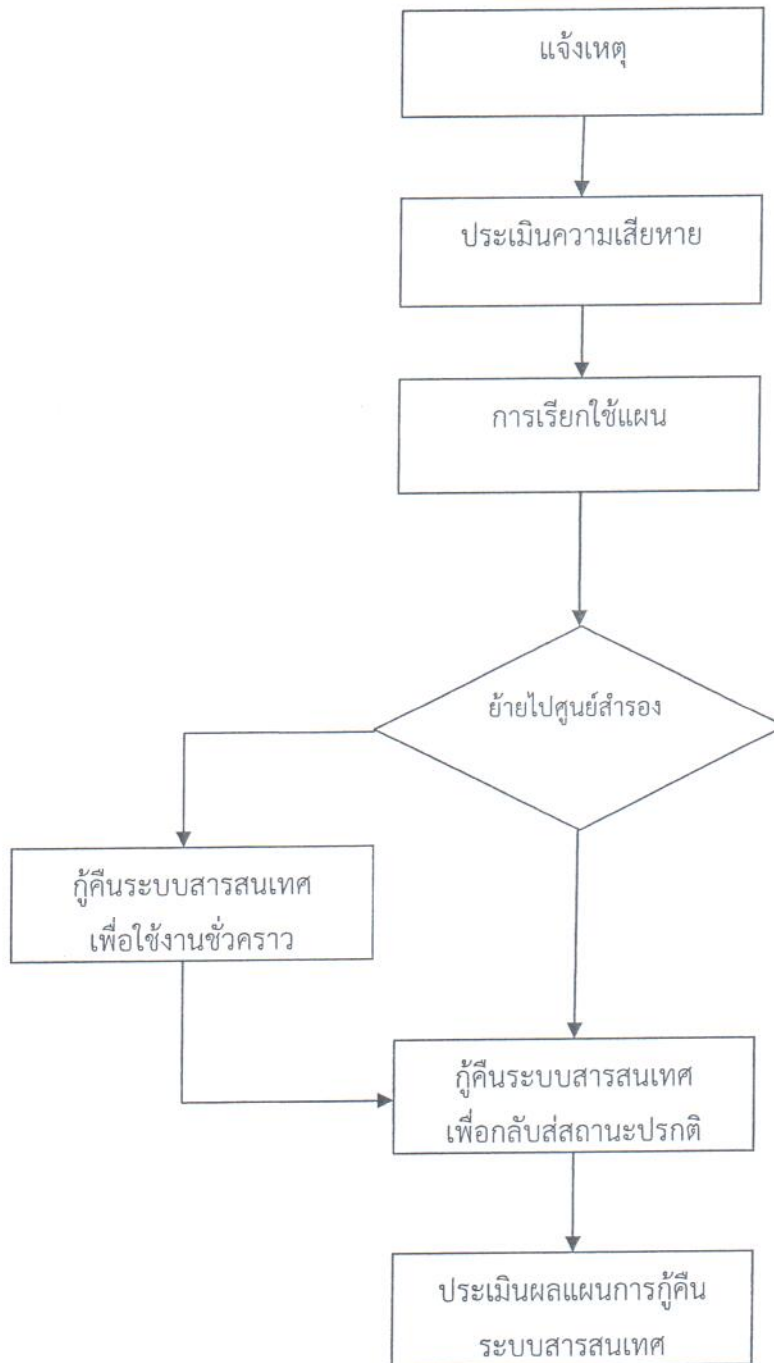 แจ้งเหตุ
ประเมินความเสียหาย
การเรียกใช้แผน
ย้ายไปศูนย์สำรอง
กู้คืนระบบสารสนเทศ
เพื่อใช้งานชั่วคราว
กู้คืนระบบสารสนเทศ
เพื่อกลับสู่สถานะปรกติ
ประเมินผลแผนการกู้คืน
ระบบสารสนเทศ